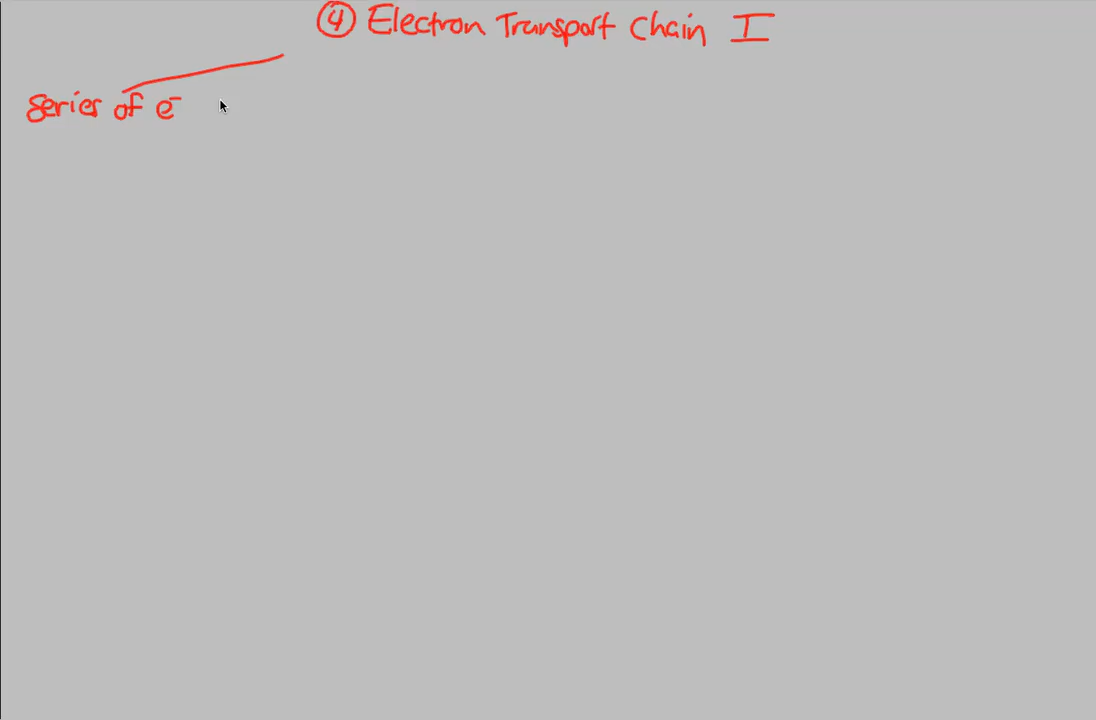 ④ Electron Transport Chain I
series of e⁻